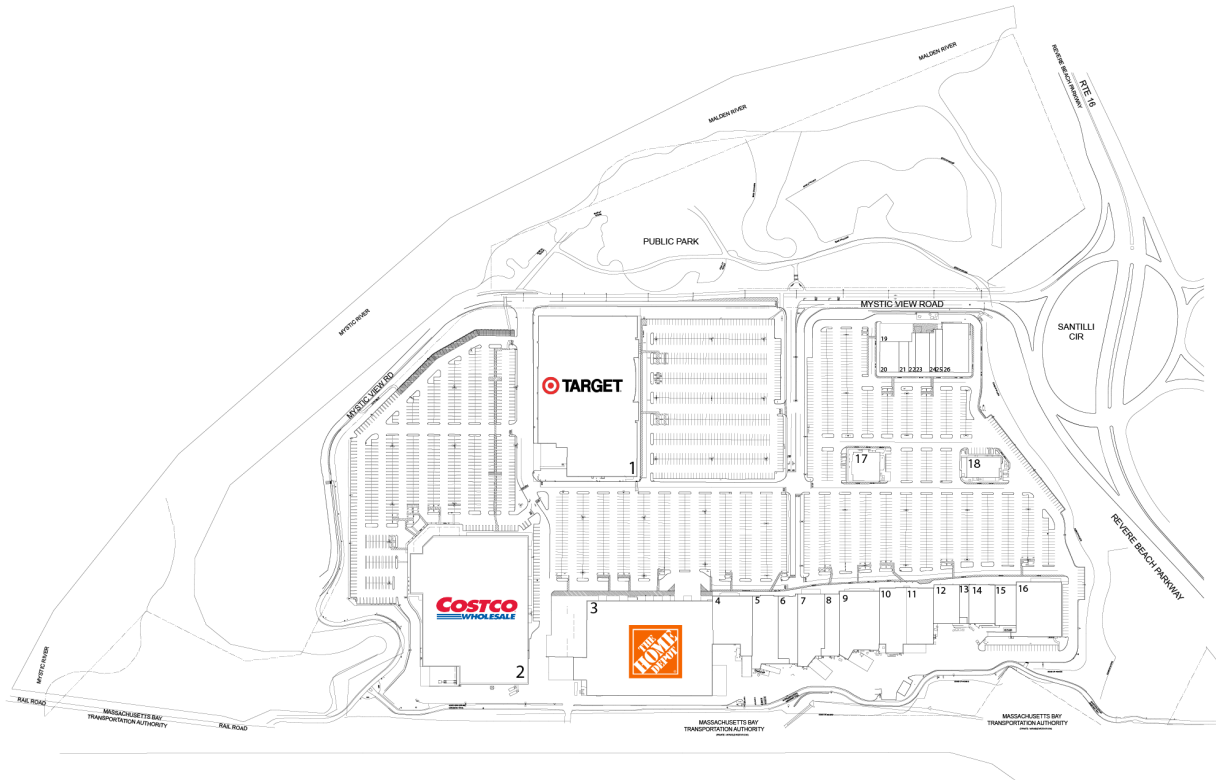 MALDEN RIVER
REVERE BEACH PARKWAY
RTE 16
MALDEN RIVER
PUBLIC PARK
MYSTIC VIEW ROAD
MYSTIC RIVER
SANTILLI
CIR
19
20 21 22 23 24 25 26
MYSTIC VIEW RD
TARGET
1
17
18
REVERE BEACH PARKWAY
COSTCO
WHOLESALE
2
3
THE
HOME
DEPOT
4
5
6
7
8
9
10
11
12
13
14
15
16
MYSTIC RIVER
RAIL ROAD
MASSACHUSETTS BAY
TRANSPORTATION AUTHORITY
RAIL ROAD
MASSACHUSETTS BAY
TRANSPORTATION AUTHORITY
MASSACHUSETTS BAY
TRANSPORTATION AUTHORITY